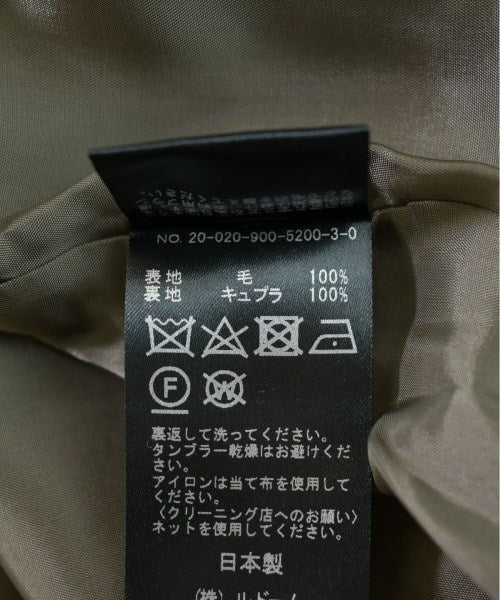 NO. 20-020-900-5200-3-0
表地 毛 100%
裏地 キュプラ 100%
F
W
裏返して洗ってください。
タンブラー乾燥はお避けくださ
い。
アイロンは当て布を使用して
ください。
〈クリーニング店へのお願い〉
ネットを使用してください。
日本製